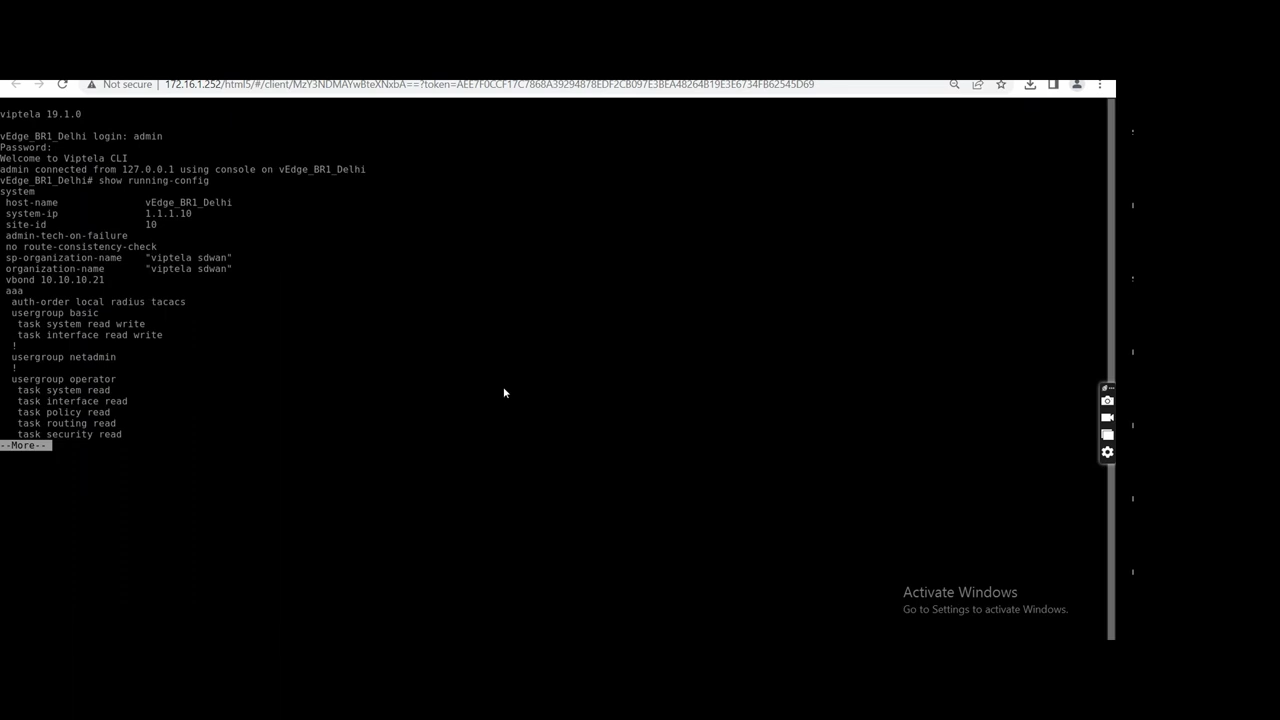 Not secure | 172.16.1.252/html5/#/client/MzY3NDMAYwBteXNxbA==?token=AEE7F0CCF17C7868A39294878EDF2CB097E3BEA48264B19E3E6734FB62545D69
viptela 19.1.0
vEdge_BR1_Delhi login: admin
Password:
Welcome to Viptela CLI
admin connected from 127.0.0.1 using console on vEdge_BR1_Delhi
vEdge_BR1_Delhi# show running-config
system
host-name vEdge_BR1_Delhi
system-ip 1.1.1.10
site-id 10
admin-tech-on-failure
no route-consistency-check
sp-organization-name "viptela sdwan"
organization-name "viptela sdwan"
vbond 10.10.10.21
aaa
auth-order local radius tacacs
usergroup basic
task system read write
task interface read write
!
usergroup netadmin
!
usergroup operator
task system read
task interface read
task policy read
task routing read
task security read
--More--
Activate Windows
Go to Settings to activate Windows.